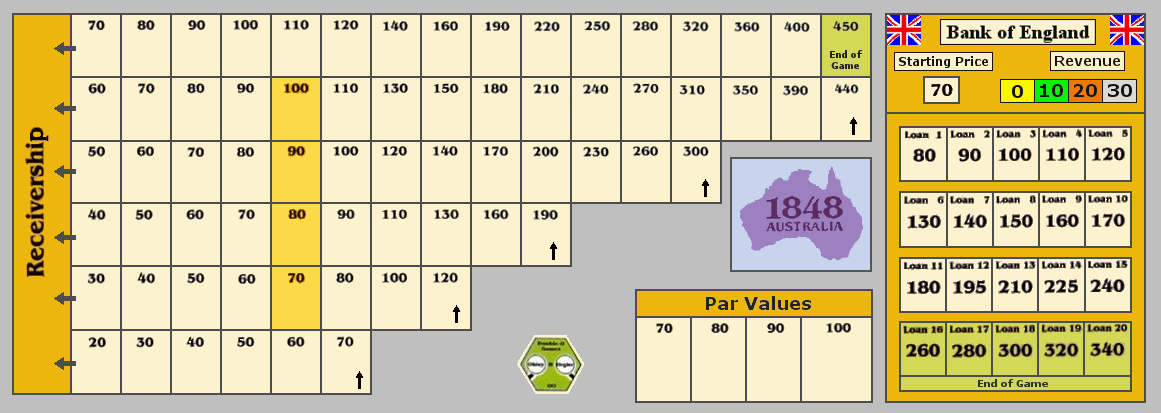 Receivership
70 80 90 100 110 120 140 160 190 220 250 280 320 360 400 450
End of
Game
60 70 80 90 100 110 130 150 180 210 240 270 310 350 390 440
50 60 70 80 90 100 120 140 170 200 230 260 300
40 50 60 70 80 90 110 130 160 190
30 40 50 60 70 80 100 120
20 30 40 50 60 70
1848
AUSTRALIA
Par Values
70 80 90 100
Bank of England
Starting Price
70
Revenue
0 10 20 30
Loan 1 Loan 2 Loan 3 Loan 4 Loan 5
80 90 100 110 120
Loan 6 Loan 7 Loan 8 Loan 9 Loan 10
130 140 150 160 170
Loan 11 Loan 12 Loan 13 Loan 14 Loan 15
180 195 210 225 240
Loan 16 Loan 17 Loan 18 Loan 19 Loan 20
260 280 300 320 340
End of Game